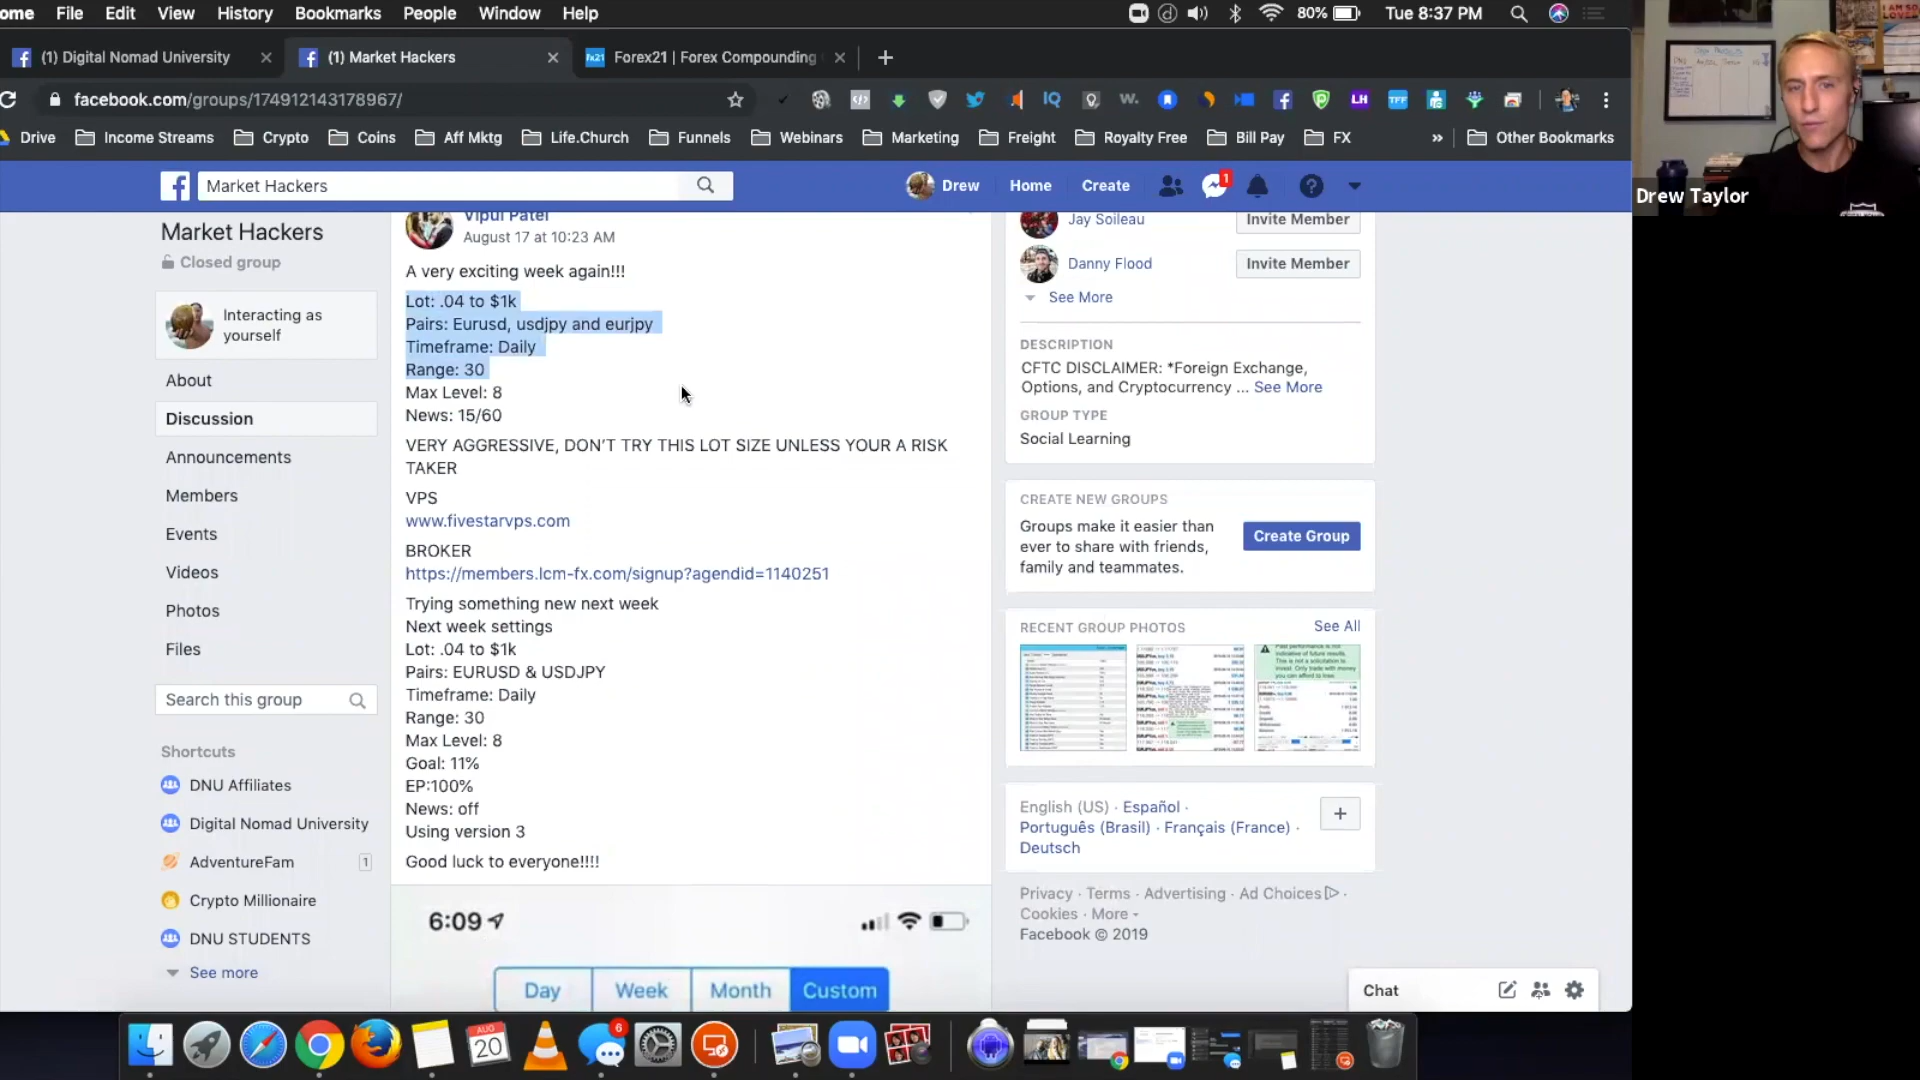 ome File Edit View History Bookmarks People Window Help 80% Tue 8:37 PM
(1) Digital Nomad University
(1) Market Hackers
Forex21 | Forex Compounding
facebook.com/groups/174912143178967/
Drive Income Streams Crypto Coins Aff Mktg Life.Church Funnels Webinars Marketing Freight Royalty Free Bill Pay FX » Other Bookmarks
Market Hackers
Drew Home Create 1
Drew Taylor
Market Hackers
Closed group
Interacting as
yourself
About
Discussion
Announcements
Members
Events
Videos
Photos
Files
Search this group
Shortcuts
DNU Affiliates
Digital Nomad University
AdventureFam 1
Crypto Millionaire
DNU STUDENTS
See more
Vipul Patel
August 17 at 10:23 AM
A very exciting week again!!!
Lot: .04 to $1k
Pairs: Eurusd, usdjpy and eurjpy
Timeframe: Daily
Range: 30
Max Level: 8
News: 15/60
VERY AGGRESSIVE, DON'T TRY THIS LOT SIZE UNLESS YOUR A RISK
TAKER
VPS
www.fivestarvps.com
BROKER
https://members.lcm-fx.com/signup?agendid=1140251
Trying something new next week
Next week settings
Lot: .04 to $1k
Pairs: EURUSD & USDJPY
Timeframe: Daily
Range: 30
Max Level: 8
Goal: 11%
EP:100%
News: off
Using version 3
Good luck to everyone!!!!
6:09
Day Week Month Custom
Jay Soileau Invite Member
Danny Flood Invite Member
See More
DESCRIPTION
CFTC DISCLAIMER: *Foreign Exchange,
Options, and Cryptocurrency ... See More
GROUP TYPE
Social Learning
CREATE NEW GROUPS
Groups make it easier than
ever to share with friends,
family and teammates.
Create Group
RECENT GROUP PHOTOS See All
English (US) · Español ·
Português (Brasil) · Français (France) ·
Deutsch
Privacy · Terms · Advertising · Ad Choices ·
Cookies · More
Facebook © 2019
Chat
AUG
20
6